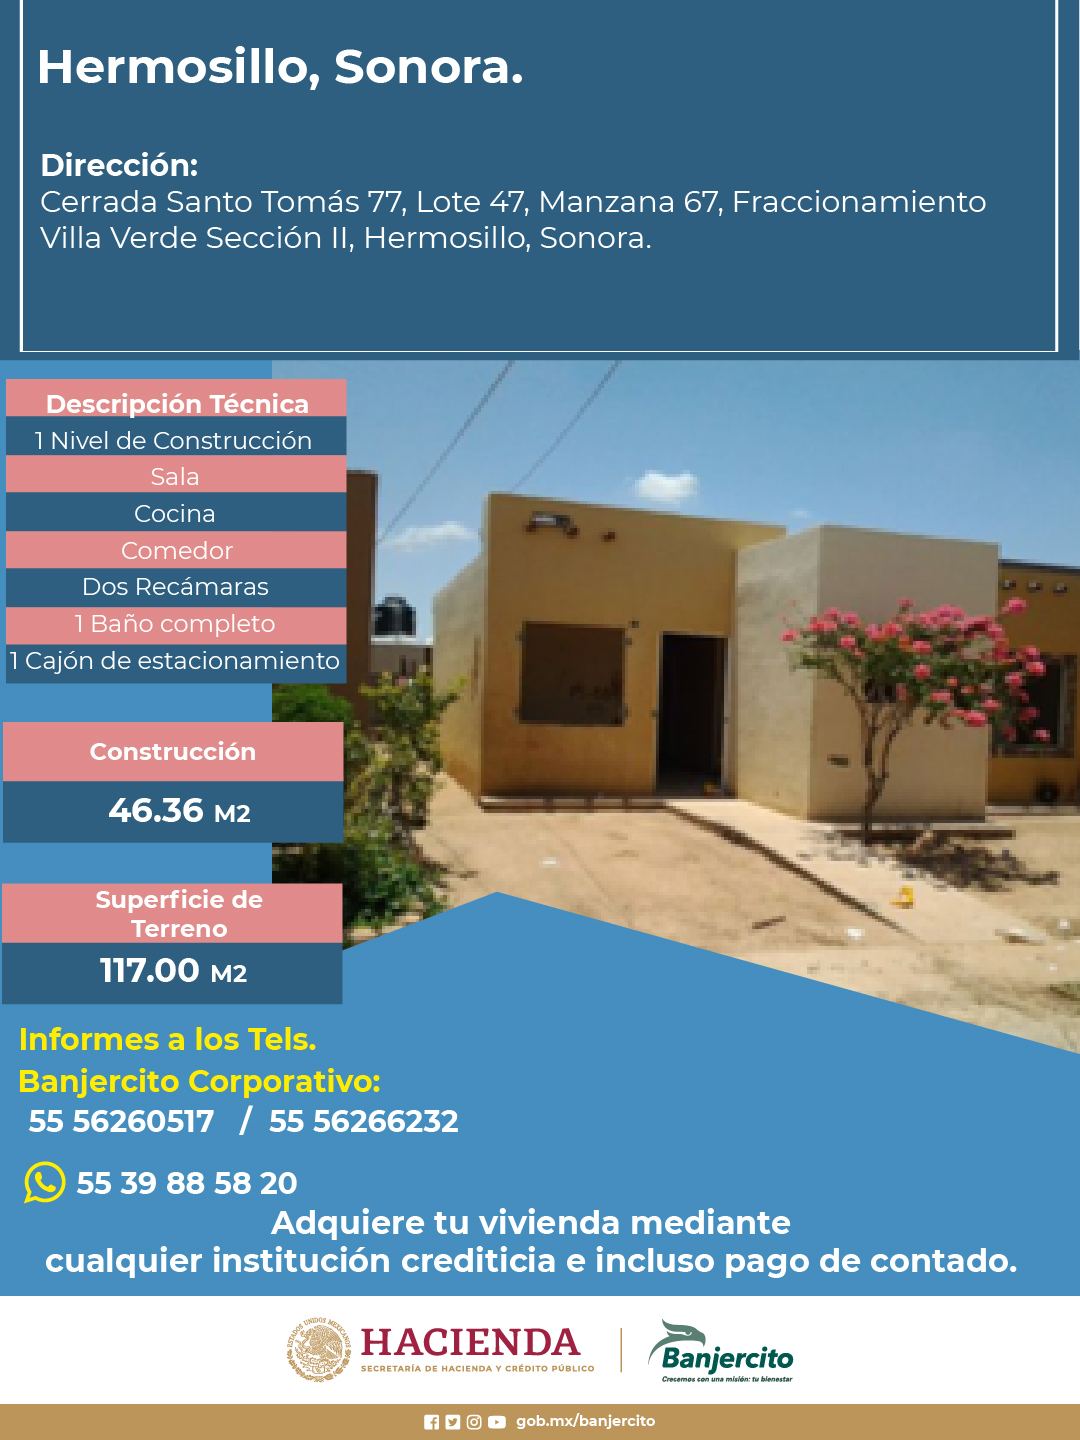 Hermosillo, Sonora.
Dirección:
Cerrada Santo Tomás 77, Lote 47, Manzana 67, Fraccionamiento
Villa Verde Sección II, Hermosillo, Sonora.
Descripción Técnica
1 Nivel de Construcción
Sala
Cocina
Comedor
Dos Recámaras
1 Baño completo
1 Cajón de estacionamiento
Construcción
46.36 M2
Superficie de
Terreno
117.00 M2
Informes a los Tels.
Banjercito Corporativo:
55 56260517 / 55 56266232
55 39 88 58 20
Adquiere tu vivienda mediante
cualquier institución crediticia e incluso pago de contado.
ESTADOS UNIDOS MEXICANOS
HACIENDA
SECRETARÍA DE HACIENDA Y CRÉDITO PÚBLICO
Banjercito
Crecemos con una misión: tu bienestar
gob.mx/banjercito